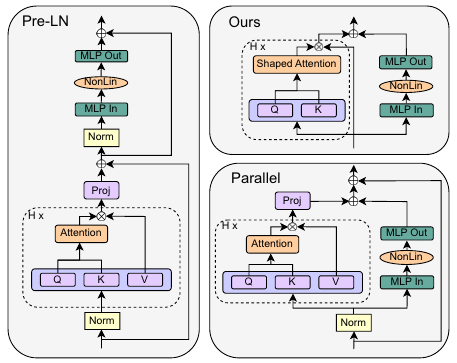 Pre-LN
MLP Out
NonLin
MLP In
Norm
Proj
H x
Attention
Q K V
Norm
Ours
H x
Shaped Attention
Q K
MLP Out
NonLin
MLP In
Parallel
Proj
H x
Attention
Q K V
MLP Out
NonLin
MLP In
Norm